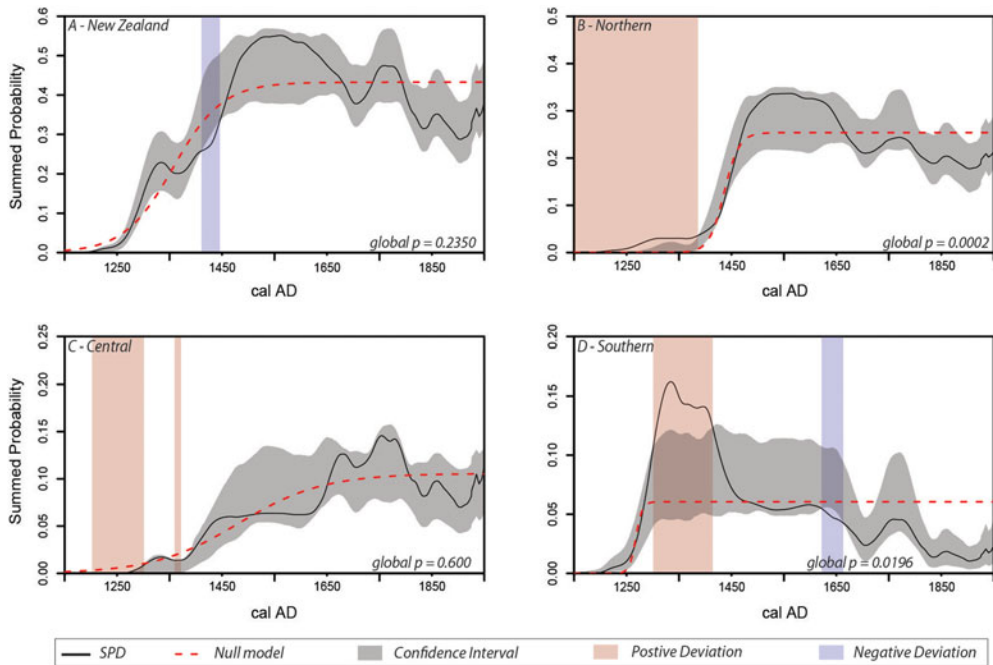 A - New Zealand
Summed Probability
0.0 0.1 0.2 0.3 0.4 0.5 0.6
global p = 0.2350
1250 1450 1650 1850
cal AD
B - Northern
0.0 0.1 0.2 0.3 0.4 0.5
global p = 0.0002
1250 1450 1650 1850
cal AD
C - Central
Summed Probability
0.00 0.05 0.10 0.15 0.20 0.25
global p = 0.600
1250 1450 1650 1850
cal AD
D - Southern
0.00 0.05 0.10 0.15 0.20
global p = 0.0196
1250 1450 1650 1850
cal AD
SPD Null model Confidence Interval Postive Deviation Negative Deviation